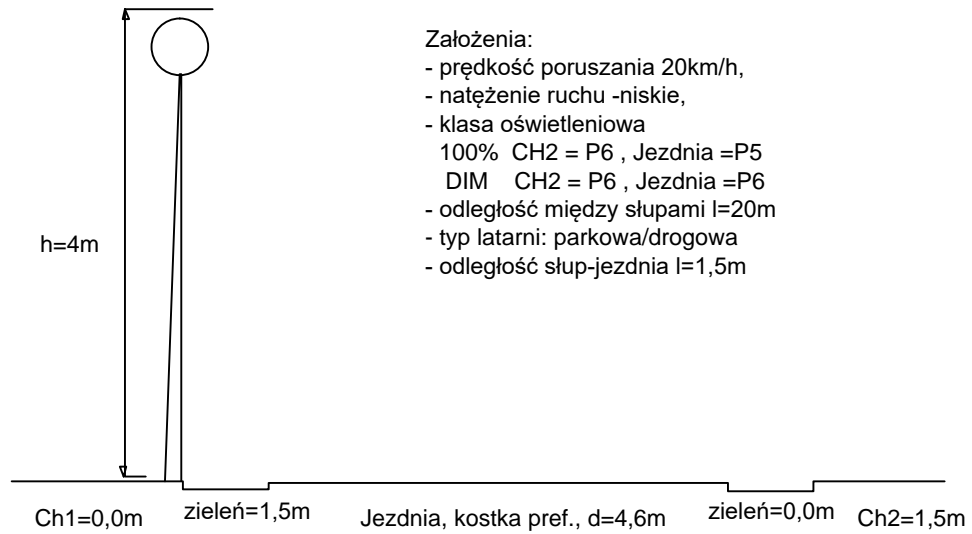 Założenia:
- prędkość poruszania 20km/h,
- natężenie ruchu -niskie,
- klasa oświetleniowa
100% CH2 = P6 , Jezdnia =P5
DIM CH2 = P6 , Jezdnia =P6
- odległość między słupami l=20m
- typ latarni: parkowa/drogowa
- odległość słup-jezdnia l=1,5m
h=4m
Ch1=0,0m zieleń=1,5m Jezdnia, kostka pref., d=4,6m zieleń=0,0m Ch2=1,5m